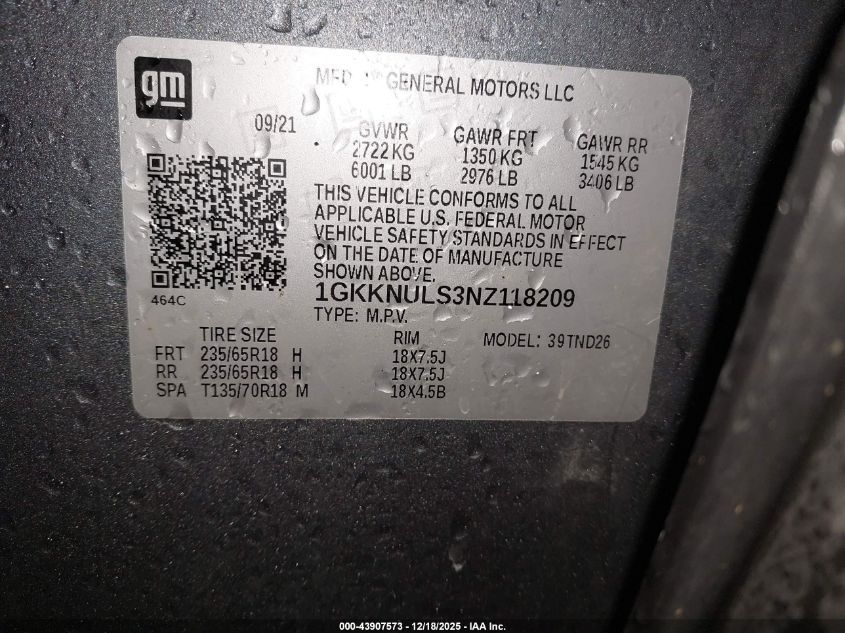 gm
MFD BY GENERAL MOTORS LLC
09/21
GVWR GAWR FRT GAWR RR
2722 KG 1350 KG 1545 KG
6001 LB 2976 LB 3406 LB
THIS VEHICLE CONFORMS TO ALL
APPLICABLE U.S. FEDERAL MOTOR
VEHICLE SAFETY STANDARDS IN EFFECT
ON THE DATE OF MANUFACTURE
SHOWN ABOVE.
464C
1GKKNULS3NZ118209
TYPE: M.P.V.
TIRE SIZE RIM MODEL: 39TND26
FRT 235/65R18 H 18X7.5J
RR 235/65R18 H 18X7.5J
SPA T135/70R18 M 18X4.5B
000-43907573 - 12/18/2025 - IAA Inc.